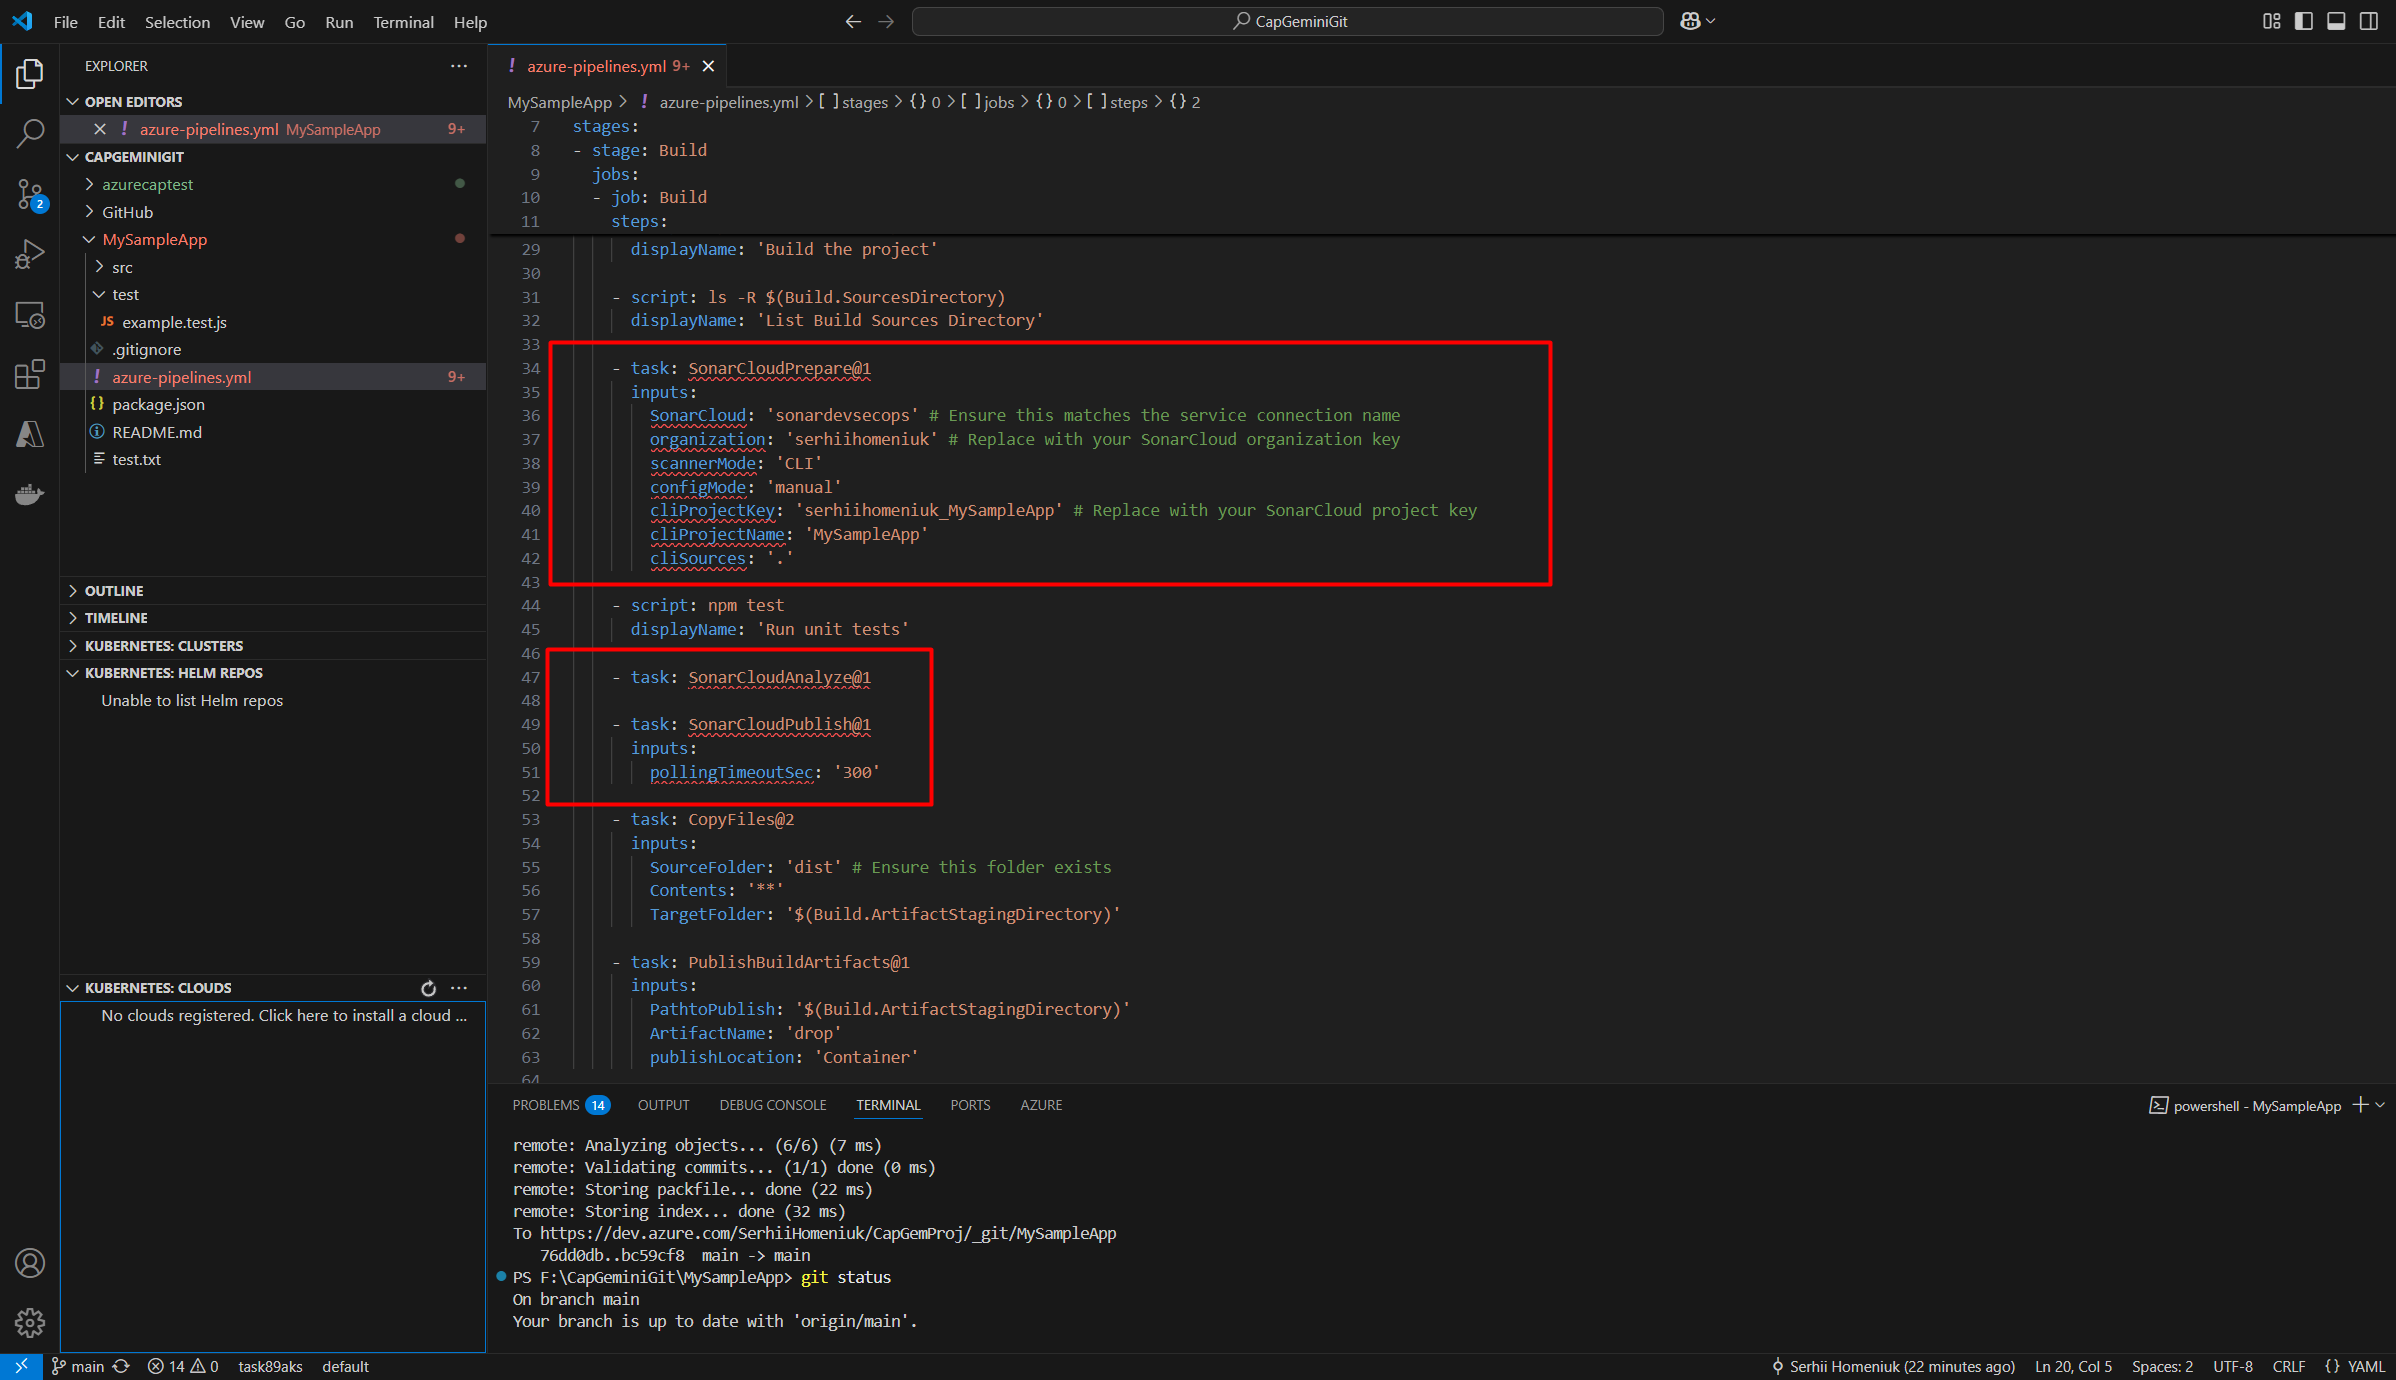 File Edit Selection View Go Run Terminal Help
CapGeminiGit
EXPLORER
OPEN EDITORS
azure-pipelines.yml MySampleApp 9+
CAPGEMINIGIT
azurecaptest
GitHub
MySampleApp
src
test
JS example.test.js
.gitignore
! azure-pipelines.yml 9+
{} package.json
README.md
test.txt
OUTLINE
TIMELINE
KUBERNETES: CLUSTERS
KUBERNETES: HELM REPOS
Unable to list Helm repos
KUBERNETES: CLOUDS
No clouds registered. Click here to install a cloud ...
! azure-pipelines.yml 9+
MySampleApp > ! azure-pipelines.yml > [ ] stages > {} 0 > [ ] jobs > {} 0 > [ ] steps > {} 2
7 stages:
8 - stage: Build
9 jobs:
10 - job: Build
11 steps:
29 displayName: 'Build the project'
30
31 - script: ls -R $(Build.SourcesDirectory)
32 displayName: 'List Build Sources Directory'
33
34 - task: SonarCloudPrepare@1
35 inputs:
36 SonarCloud: 'sonardevsecops' # Ensure this matches the service connection name
37 organization: 'serhiihomeniuk' # Replace with your SonarCloud organization key
38 scannerMode: 'CLI'
39 configMode: 'manual'
40 cliProjectKey: 'serhiihomeniuk_MySampleApp' # Replace with your SonarCloud project key
41 cliProjectName: 'MySampleApp'
42 cliSources: '.'
43
44 - script: npm test
45 displayName: 'Run unit tests'
46
47 - task: SonarCloudAnalyze@1
48
49 - task: SonarCloudPublish@1
50 inputs:
51 pollingTimeoutSec: '300'
52
53 - task: CopyFiles@2
54 inputs:
55 SourceFolder: 'dist' # Ensure this folder exists
56 Contents: '**'
57 TargetFolder: '$(Build.ArtifactStagingDirectory)'
58
59 - task: PublishBuildArtifacts@1
60 inputs:
61 PathtoPublish: '$(Build.ArtifactStagingDirectory)'
62 ArtifactName: 'drop'
63 publishLocation: 'Container'
64
PROBLEMS 14 OUTPUT DEBUG CONSOLE TERMINAL PORTS AZURE
powershell - MySampleApp
remote: Analyzing objects... (6/6) (7 ms)
remote: Validating commits... (1/1) done (0 ms)
remote: Storing packfile... done (22 ms)
remote: Storing index... done (32 ms)
To https://dev.azure.com/SerhiiHomeniuk/CapGemProj/_git/MySampleApp
76dd0db..bc59cf8 main -> main
PS F:\CapGeminiGit\MySampleApp> git status
On branch main
Your branch is up to date with 'origin/main'.
2
main 14 0 task89aks default
Serhii Homeniuk (22 minutes ago) Ln 20, Col 5 Spaces: 2 UTF-8 CRLF {} YAML